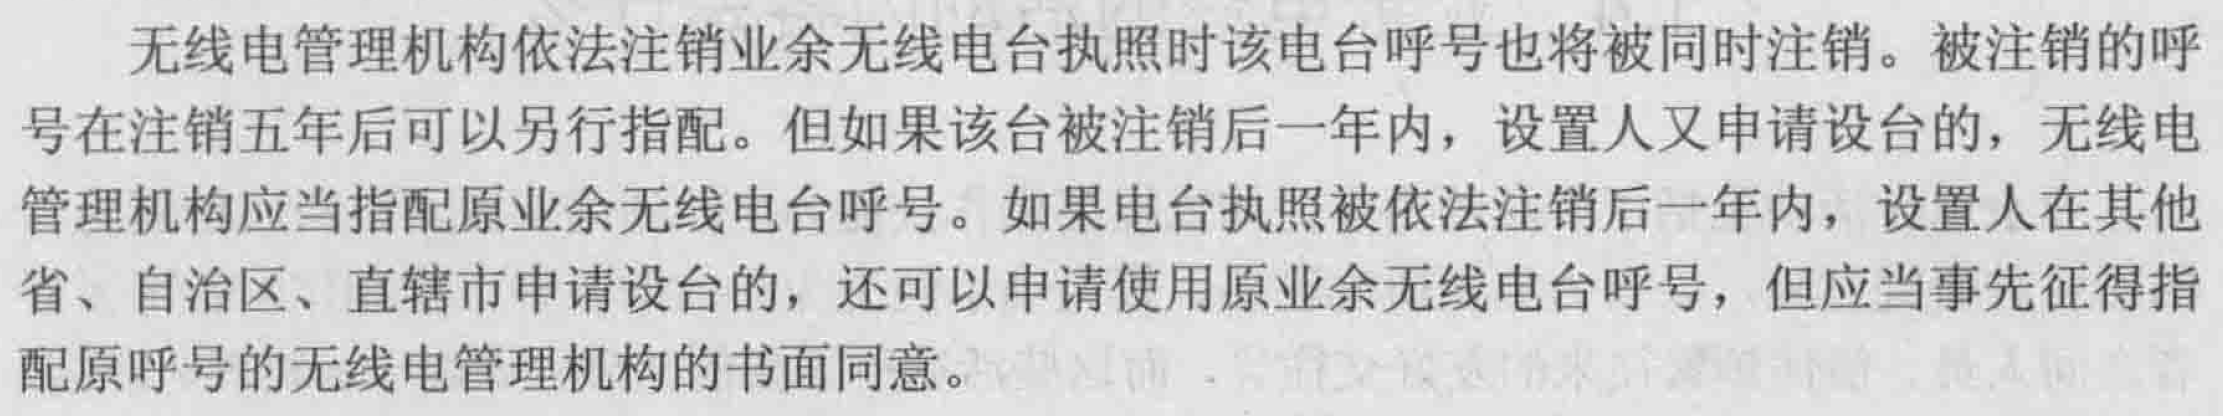 无线电管理机构依法注销业余无线电台执照时该电台呼号也将被同时注销。被注销的呼
号在注销五年后可以另行指配。但如果该台被注销后一年内，设置人又申请设台的，无线电
管理机构应当指配原业余无线电台呼号。如果电台执照被依法注销后一年内，设置人在其他
省、自治区、直辖市申请设台的，还可以申请使用原业余无线电台呼号，但应当事先征得指
配原呼号的无线电管理机构的书面同意。